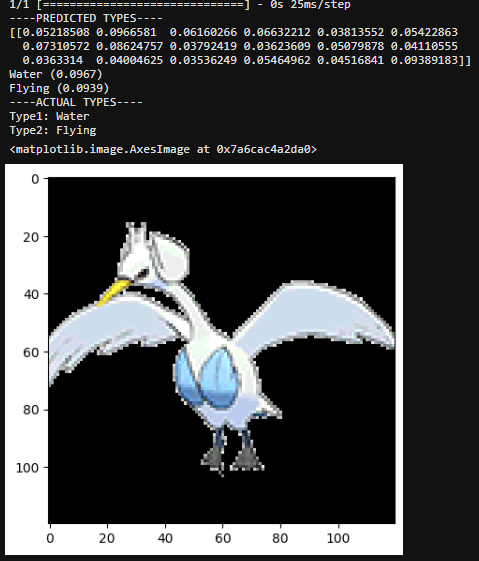 1/1 [==============================] - 0s 25ms/step
----PREDICTED TYPES----
[[0.05218508 0.0966581  0.06160266 0.06632212 0.03813552 0.05422863
  0.07310572 0.08624757 0.03792419 0.03623609 0.05079878 0.04110555
  0.0363314  0.04004625 0.03536249 0.05464962 0.04516841 0.09389183]]
Water (0.0967)
Flying (0.0939)
----ACTUAL TYPES----
Type1: Water
Type2: Flying
<matplotlib.image.AxesImage at 0x7a6cac4a2da0>
0
20
40
60
80
100
0 20 40 60 80 100